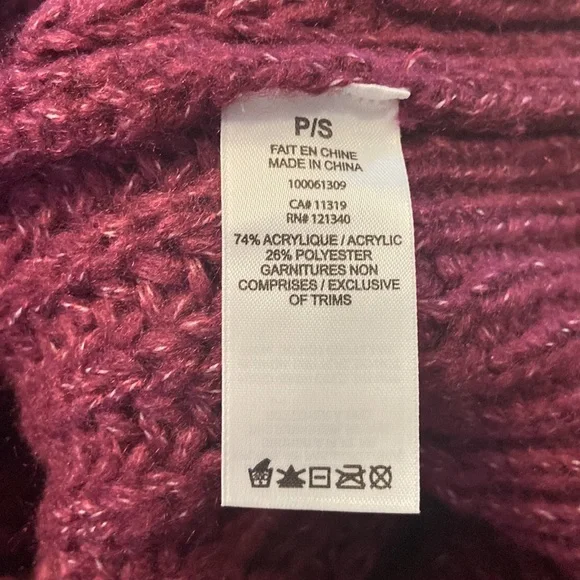 P/S
FAIT EN CHINE
MADE IN CHINA
100061309
CA# 11319
RN# 121340
74% ACRYLIQUE / ACRYLIC
26% POLYESTER
GARNITURES NON
COMPRISES / EXCLUSIVE
OF TRIMS